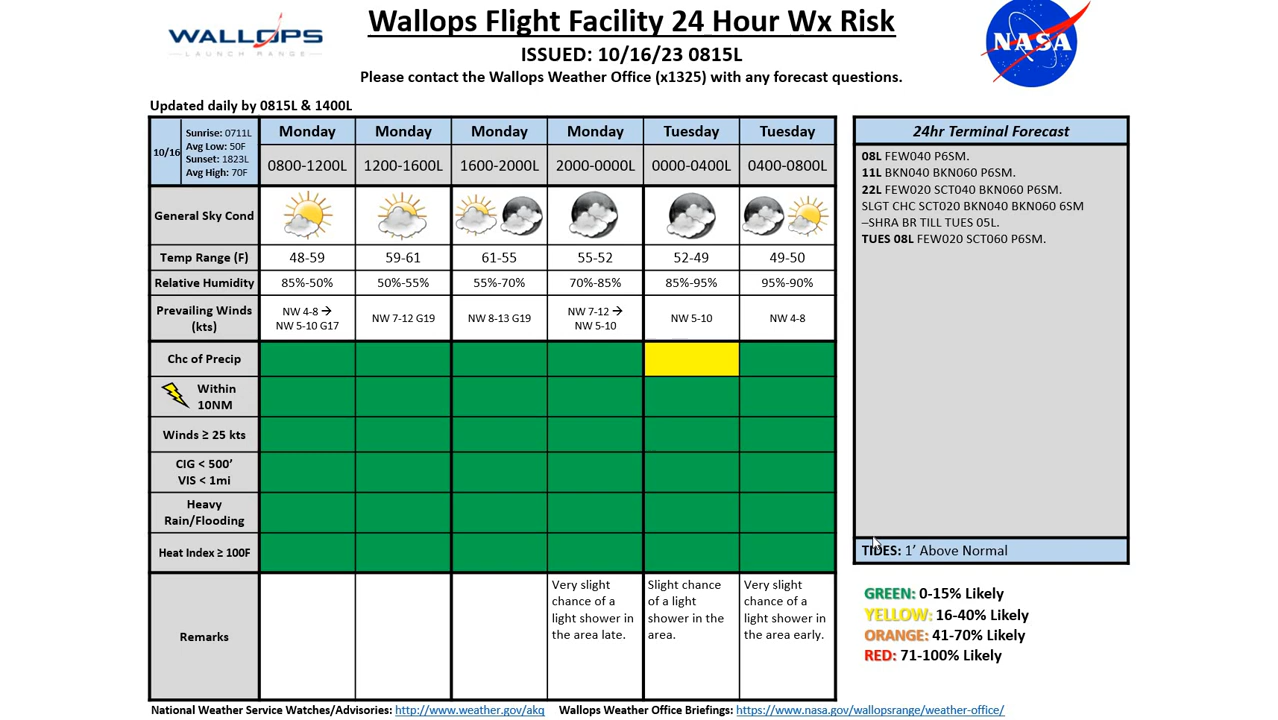 WALLOPS
LAUNCH RANGE
Wallops Flight Facility 24 Hour Wx Risk
ISSUED: 10/16/23 0815L
Please contact the Wallops Weather Office (x1325) with any forecast questions.
NASA
Updated daily by 0815L & 1400L
10/16
Sunrise: 0711L
Avg Low: 50F
Sunset: 1823L
Avg High: 70F
Monday Monday Monday Monday Tuesday Tuesday
0800-1200L 1200-1600L 1600-2000L 2000-0000L 0000-0400L 0400-0800L
General Sky Cond
Temp Range (F) 48-59 59-61 61-55 55-52 52-49 49-50
Relative Humidity 85%-50% 50%-55% 55%-70% 70%-85% 85%-95% 95%-90%
Prevailing Winds (kts) NW 4-8 → NW 5-10 G17 NW 7-12 G19 NW 8-13 G19 NW 7-12 → NW 5-10 NW 5-10 NW 4-8
Chc of Precip
Within
10NM
Winds ≥ 25 kts
CIG < 500’
VIS < 1mi
Heavy
Rain/Flooding
Heat Index ≥ 100F
Remarks
Very slight
chance of a
light shower in
the area late.
Slight chance
of a light
shower in the
area.
Very slight
chance of a
light shower in
the area early.
24hr Terminal Forecast
08L FEW040 P6SM.
11L BKN040 BKN060 P6SM.
22L FEW020 SCT040 BKN060 P6SM.
SLGT CHC SCT020 BKN040 BKN060 6SM
–SHRA BR TILL TUES 05L.
TUES 08L FEW020 SCT060 P6SM.
TIDES: 1’ Above Normal
GREEN: 0-15% Likely
YELLOW: 16-40% Likely
ORANGE: 41-70% Likely
RED: 71-100% Likely
National Weather Service Watches/Advisories: http://www.weather.gov/akq Wallops Weather Office Briefings: https://www.nasa.gov/wallopsrange/weather-office/